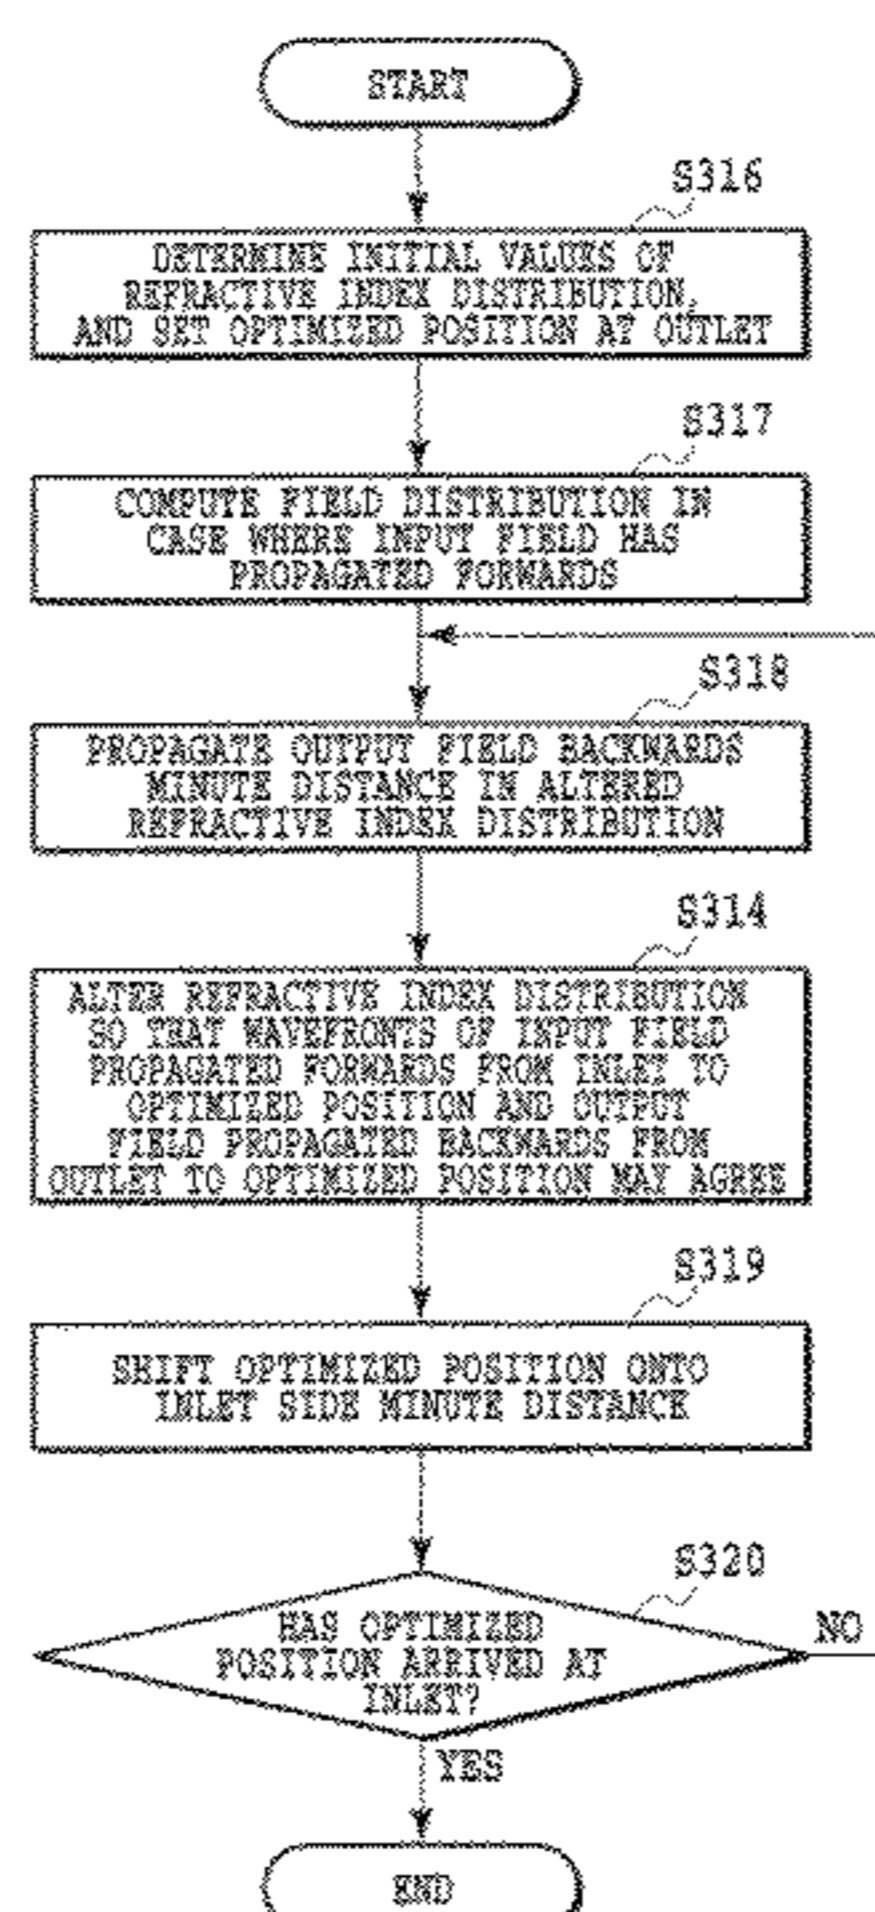 START
S316
DETERMINE INITIAL VALUES OF
REFRACTIVE INDEX DISTRIBUTION,
AND SET OPTIMIZED POSITION AT OUTLET
S317
COMPUTE FIELD DISTRIBUTION IN
CASE WHERE INPUT FIELD HAS
PROPAGATED FORWARDS
S318
PROPAGATE OUTPUT FIELD BACKWARDS
MINUTE DISTANCE IN ALTERED
REFRACTIVE INDEX DISTRIBUTION
S314
ALTER REFRACTIVE INDEX DISTRIBUTION
SO THAT WAVEFRONTS OF INPUT FIELD
PROPAGATED FORWARDS FROM INLET TO
OPTIMIZED POSITION AND OUTPUT
FIELD PROPAGATED BACKWARDS FROM
OUTLET TO OPTIMIZED POSITION MAY AGREE
S319
SHIFT OPTIMIZED POSITION ONTO
INLET SIDE MINUTE DISTANCE
S320
HAS OPTIMIZED
POSITION ARRIVED AT
INLET?
NO
YES
END